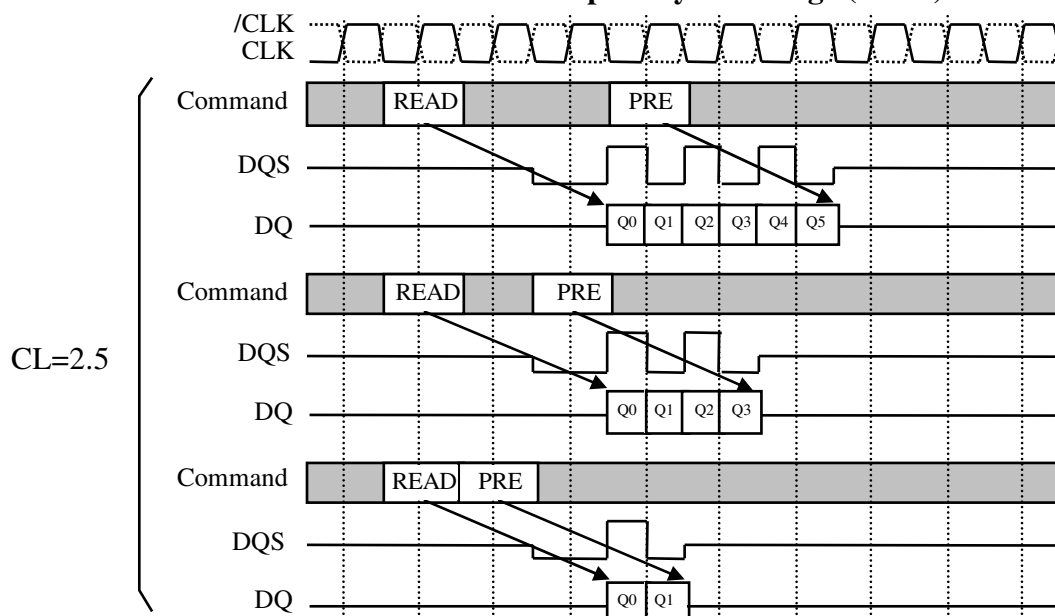 /CLK
CLK
Command READ PRE
DQS
DQ Q0 Q1 Q2 Q3 Q4 Q5
Command READ PRE
CL=2.5
DQS
DQ Q0 Q1 Q2 Q3
Command READ PRE
DQS
DQ Q0 Q1